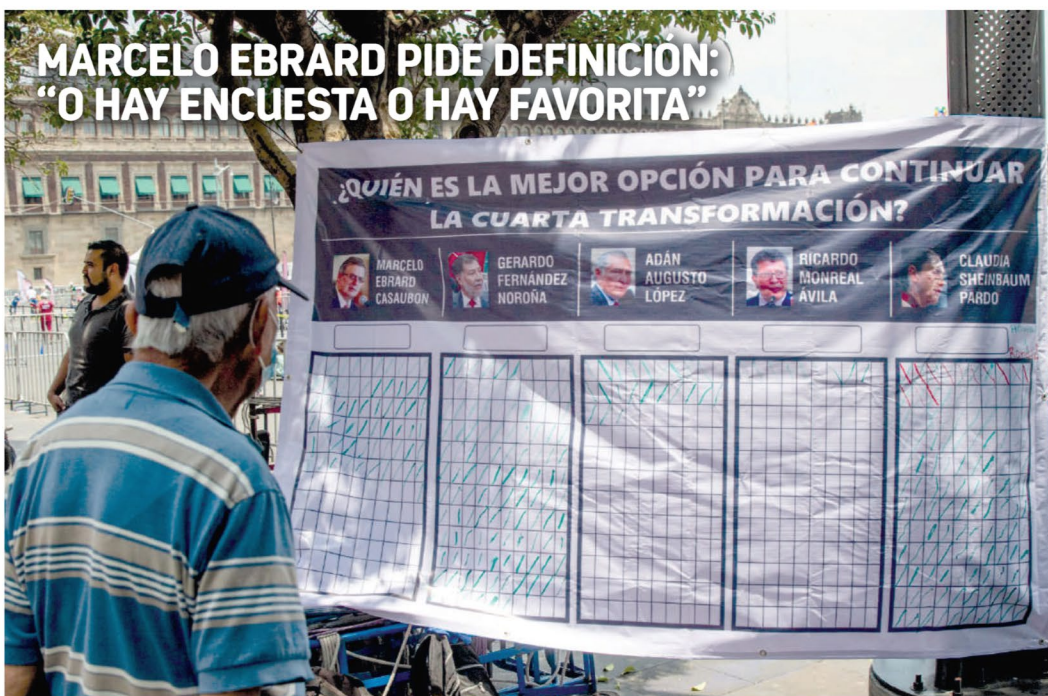 MARCELO EBRARD PIDE DEFINICIÓN:
“O HAY ENCUESTA O HAY FAVORITA”
¿QUIÉN ES LA MEJOR OPCIÓN PARA CONTINUAR
LA CUARTA TRANSFORMACIÓN?
MARCELO
EBRARD
CASAUBON
GERARDO
FERNÁNDEZ
NOROÑA
ADÁN
AUGUSTO
LÓPEZ
RICARDO
MONREAL
ÁVILA
CLAUDIA
SHEINBAUM
PARDO